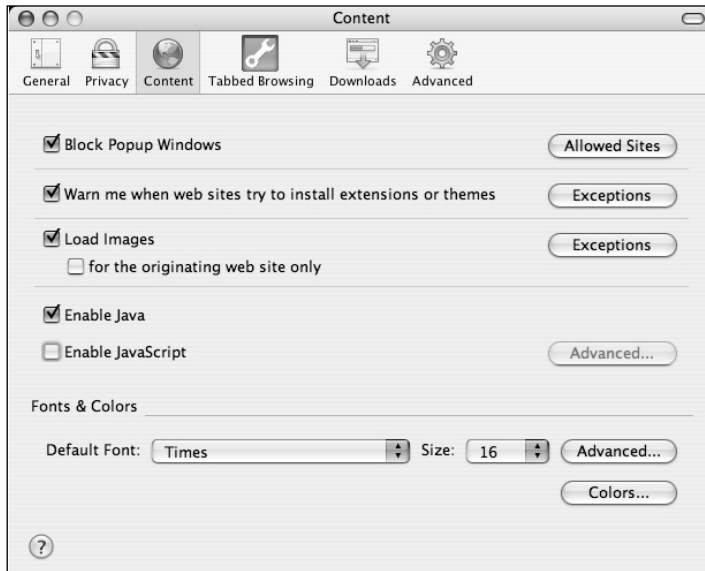 Content
General Privacy Content Tabbed Browsing Downloads Advanced
Block Popup Windows Allowed Sites
Warn me when web sites try to install extensions or themes Exceptions
Load Images Exceptions
for the originating web site only
Enable Java
Enable JavaScript Advanced...
Fonts & Colors
Default Font: Times Size: 16 Advanced...
Colors...
?